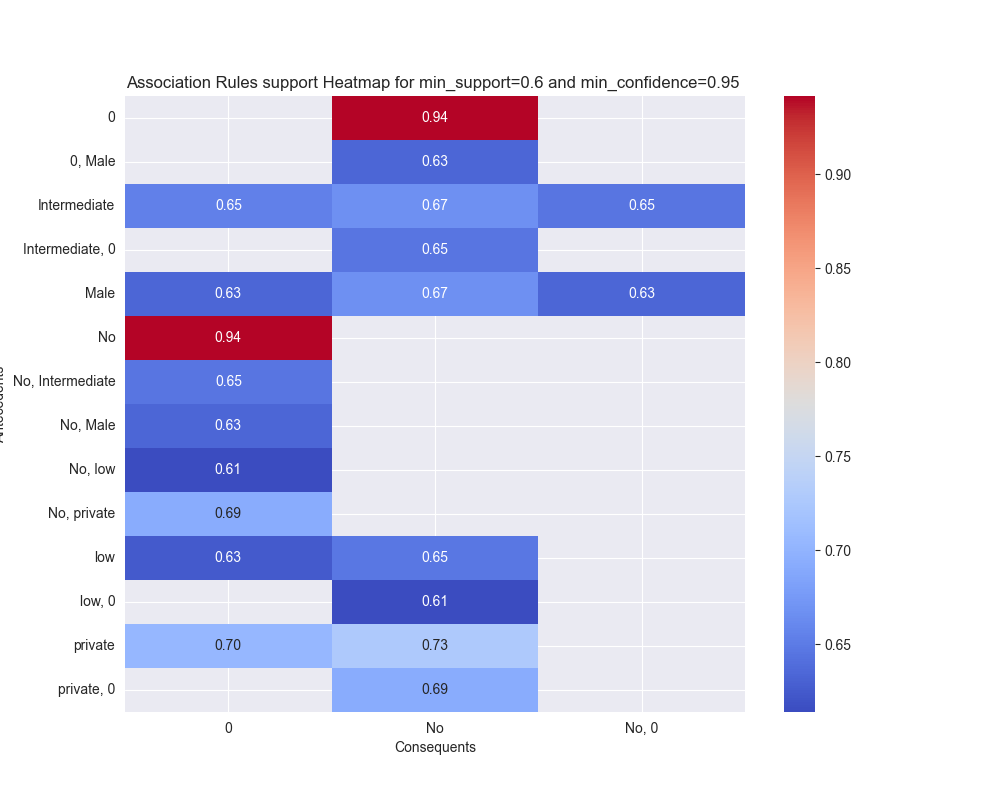 Association Rules support Heatmap for min_support=0.6 and min_confidence=0.95
0 0.94
0, Male 0.63
Intermediate 0.65 0.67 0.65
Intermediate, 0 0.65
Male 0.63 0.67 0.63
No 0.94
No, Intermediate 0.65
No, Male 0.63
No, low 0.61
No, private 0.69
low 0.63 0.65
low, 0 0.61
private 0.70 0.73
private, 0 0.69
0 No No, 0
Consequents
0.90
0.85
0.80
0.75
0.70
0.65